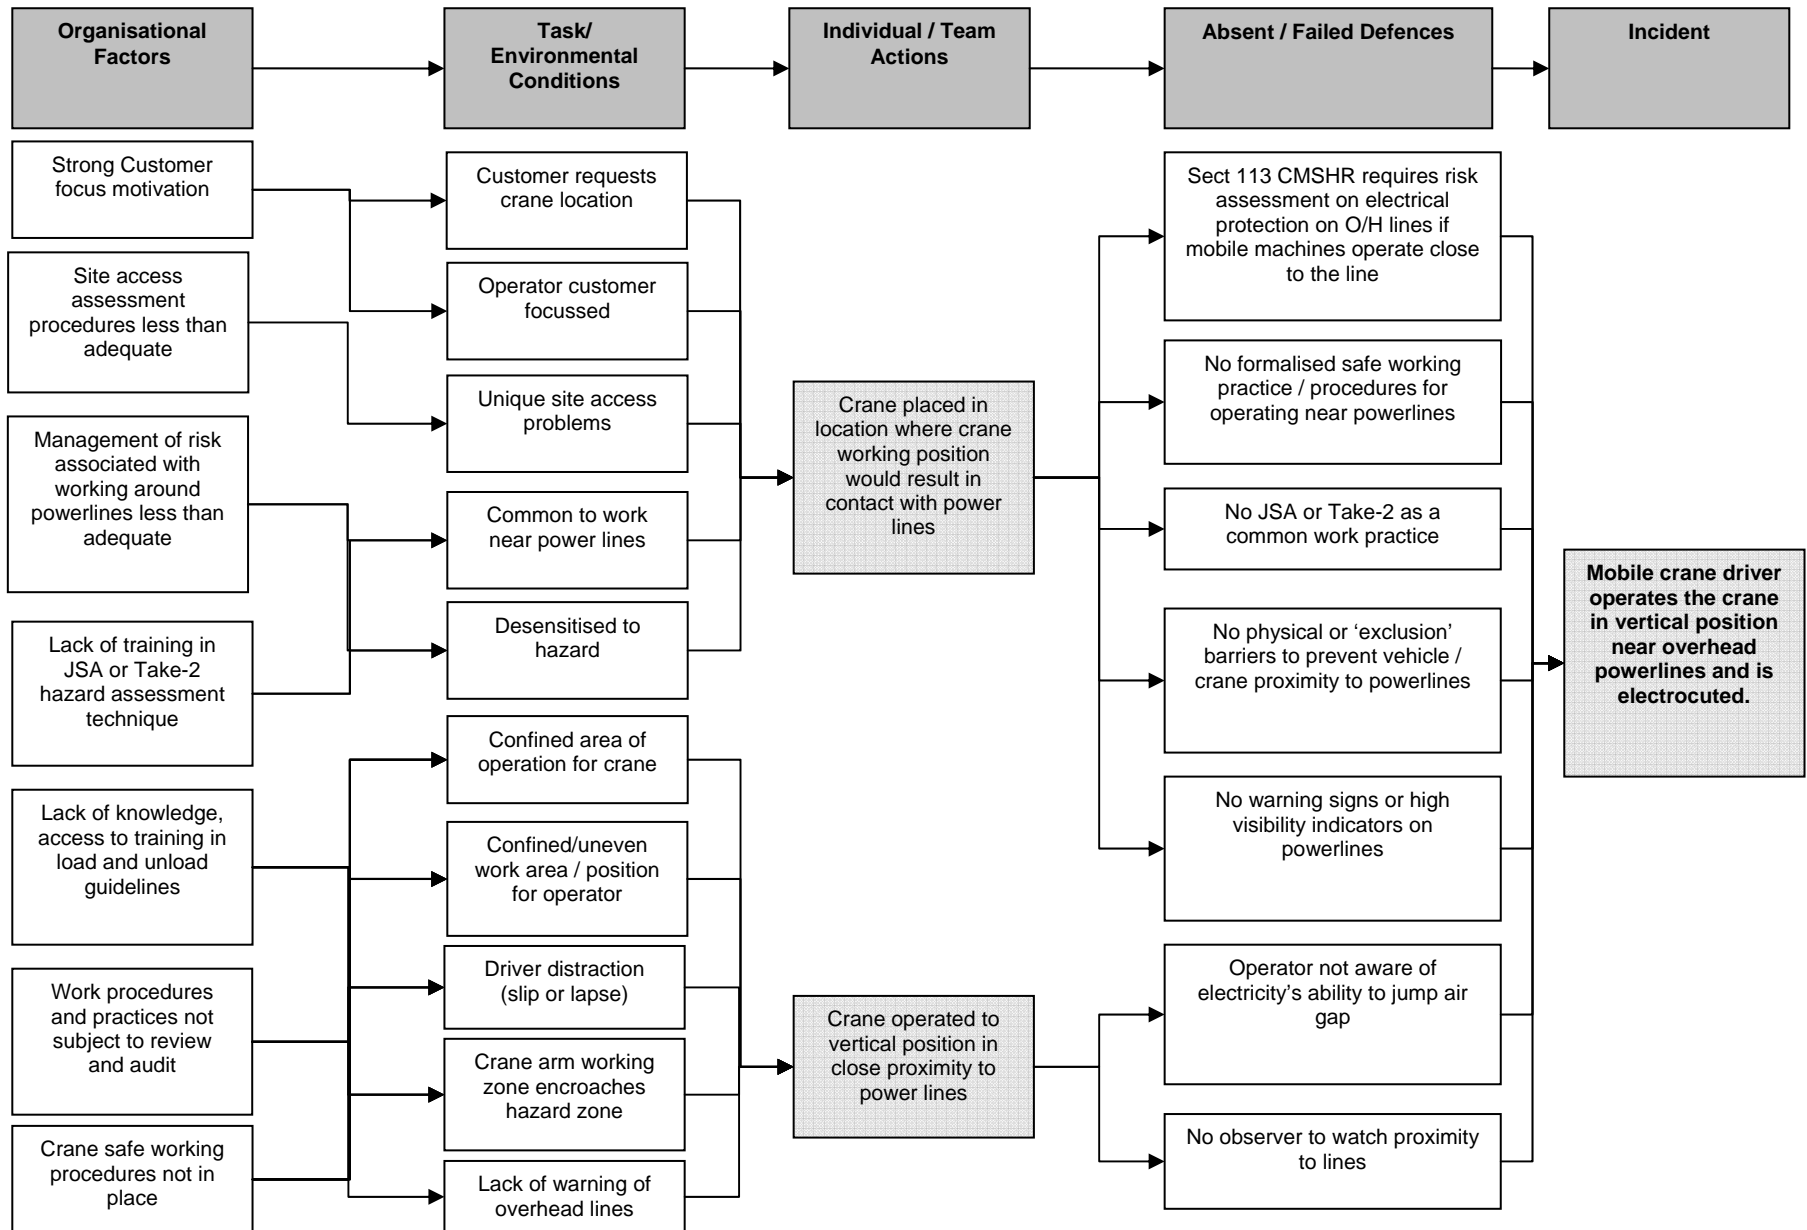 Organisational
Factors
Task/
Environmental
Conditions
Individual / Team
Actions
Absent / Failed Defences
Incident
Strong Customer
focus motivation
Site access
assessment
procedures less than
adequate
Management of risk
associated with
working around
powerlines less than
adequate
Lack of training in
JSA or Take-2
hazard assessment
technique
Lack of knowledge,
access to training in
load and unload
guidelines
Work procedures
and practices not
subject to review
and audit
Crane safe working
procedures not in
place
Customer requests
crane location
Operator customer
focussed
Unique site access
problems
Common to work
near power lines
Desensitised to
hazard
Confined area of
operation for crane
Confined/uneven
work area / position
for operator
Driver distraction
(slip or lapse)
Crane arm working
zone encroaches
hazard zone
Lack of warning of
overhead lines
Crane placed in
location where crane
working position
would result in
contact with power
lines
Crane operated to
vertical position in
close proximity to
power lines
Sect 113 CMSHR requires risk
assessment on electrical
protection on O/H lines if
mobile machines operate close
to the line
No formalised safe working
practice / procedures for
operating near powerlines
No JSA or Take-2 as a
common work practice
No physical or ‘exclusion’
barriers to prevent vehicle /
crane proximity to powerlines
No warning signs or high
visibility indicators on
powerlines
Operator not aware of
electricity’s ability to jump air
gap
No observer to watch proximity
to lines
Mobile crane driver
operates the crane
in vertical position
near overhead
powerlines and is
electrocuted.